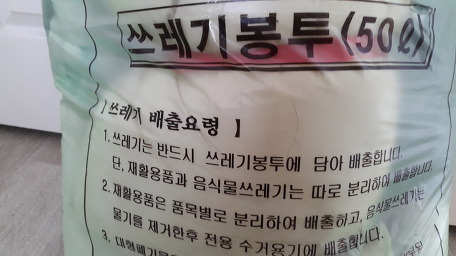 쓰레기봉투(50ℓ)
【 쓰레기 배출요령 】
1. 쓰레기는 반드시 쓰레기봉투에 담아 배출합니다.
단, 재활용품과 음식물쓰레기는 따로 분리하여 배출합니다.
2. 재활용품은 품목별로 분리하여 배출하고, 음식물쓰레기는
물기를 제거한후 전용 수거용기에 배출합니다.
3.